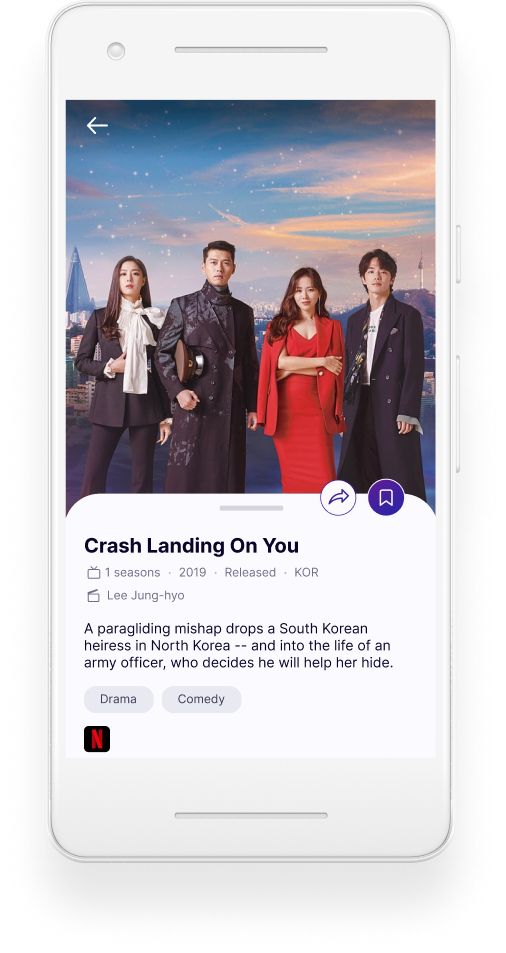 Crash Landing On You
1 seasons · 2019 · Released · KOR
Lee Jung-hyo
A paragliding mishap drops a South Korean
heiress in North Korea -- and into the life of an
army officer, who decides he will help her hide.
Drama Comedy
N